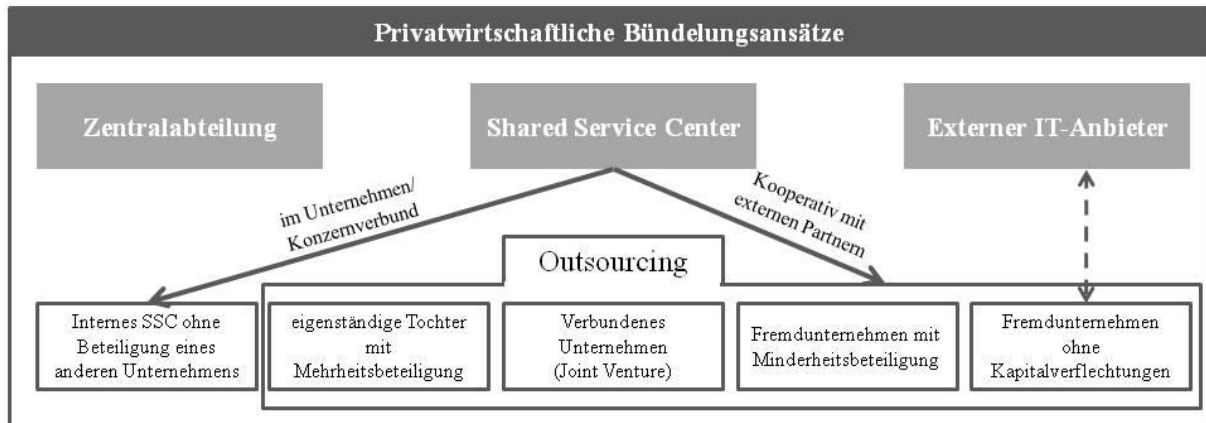 Privatwirtschaftliche Bündelungsansätze
Zentralabteilung
Shared Service Center
Externer IT-Anbieter
im Unternehmen/
Konzernverbund
Kooperativ mit
externen Partnern
Outsourcing
Internes SSC ohne
Beteiligung eines
anderen Unternehmens
eigenständige Tochter
mit
Mehrheitsbeteiligung
Verbundenes
Unternehmen
(Joint Venture)
Fremdunternehmen mit
Minderheitsbeteiligung
Fremdunternehmen
ohne
Kapitalverflechtungen